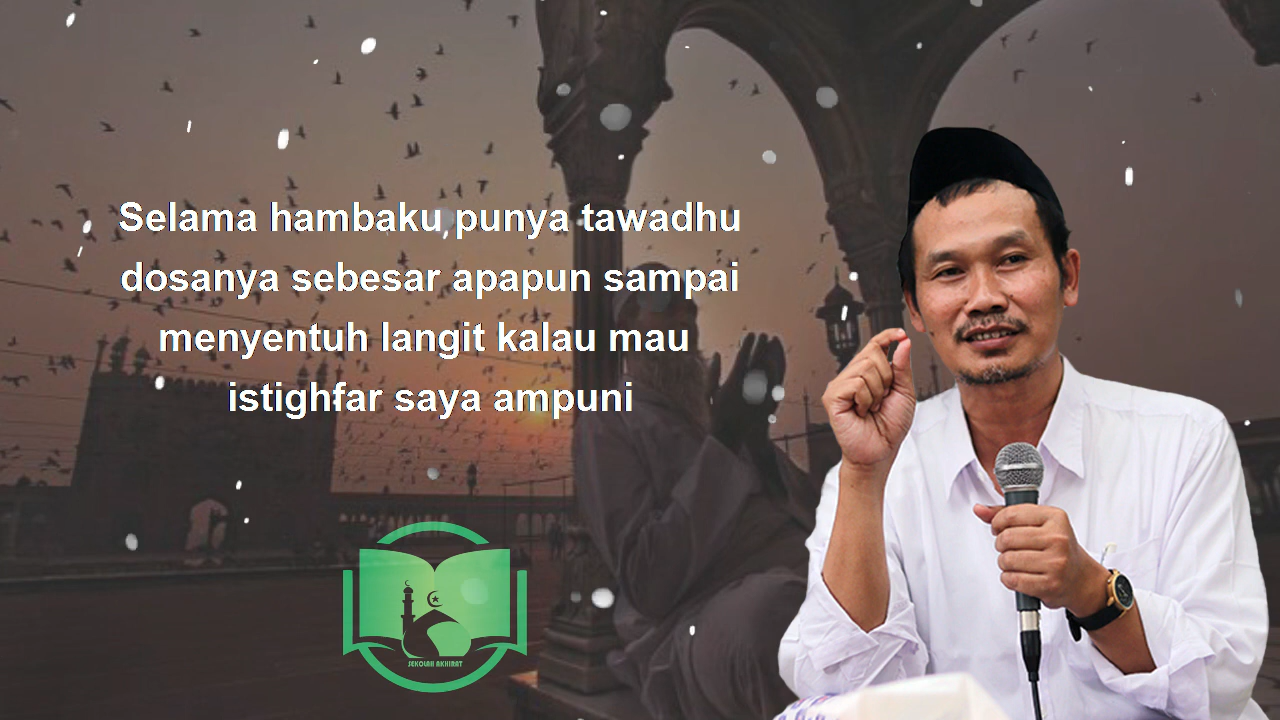 Selama hambaku punya tawadhu
dosanya sebesar apapun sampai
menyentuh langit kalau mau
istighfar saya ampuni
SEKOLAH AKHIRAT